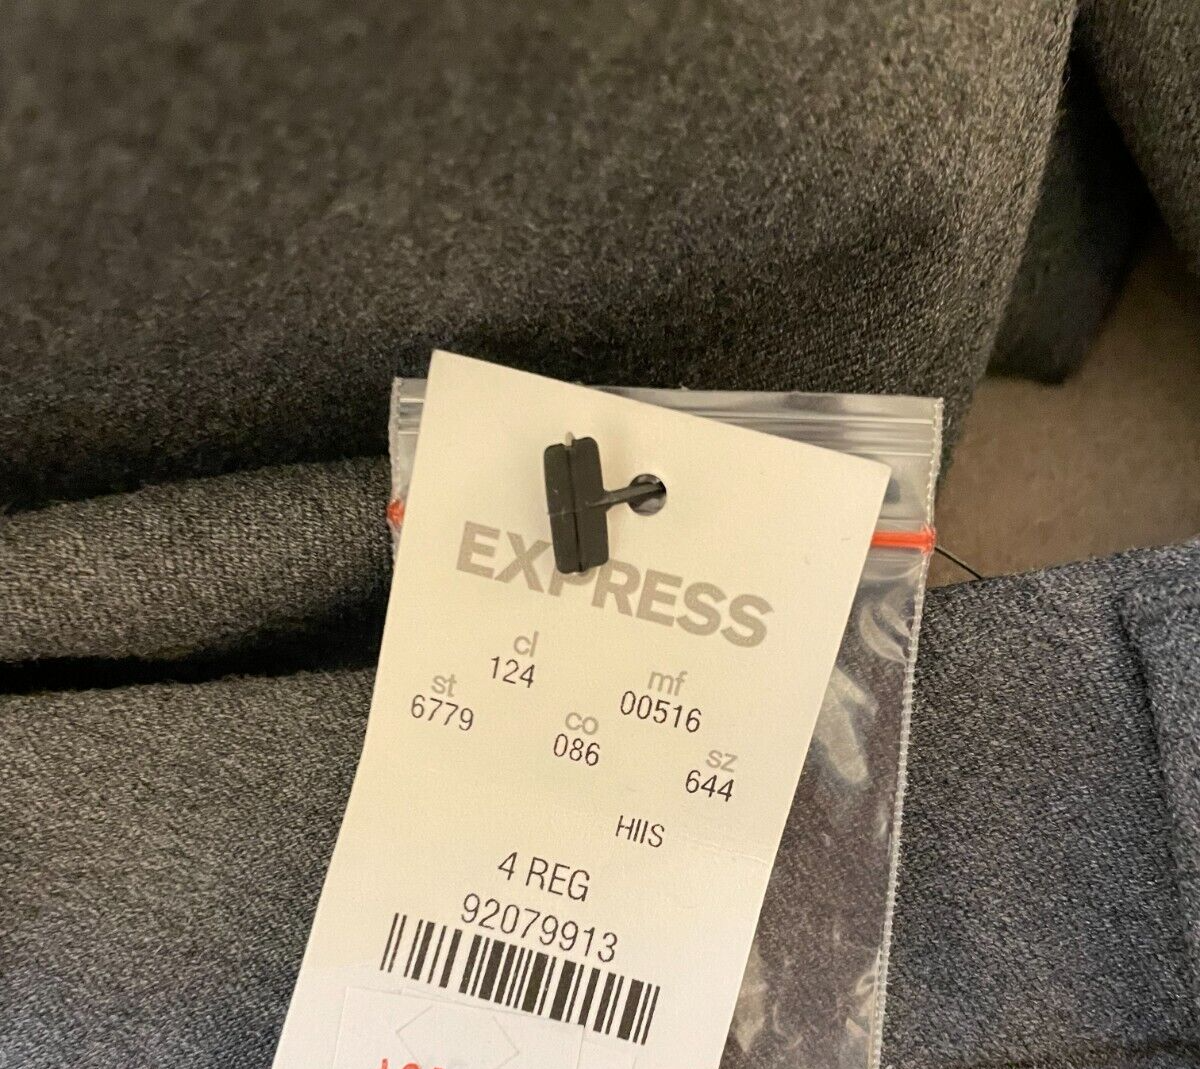 EXPRESS
cl
124
mf
00516
st
6779
co
086
sz
644
HIIS
4 REG
92079913